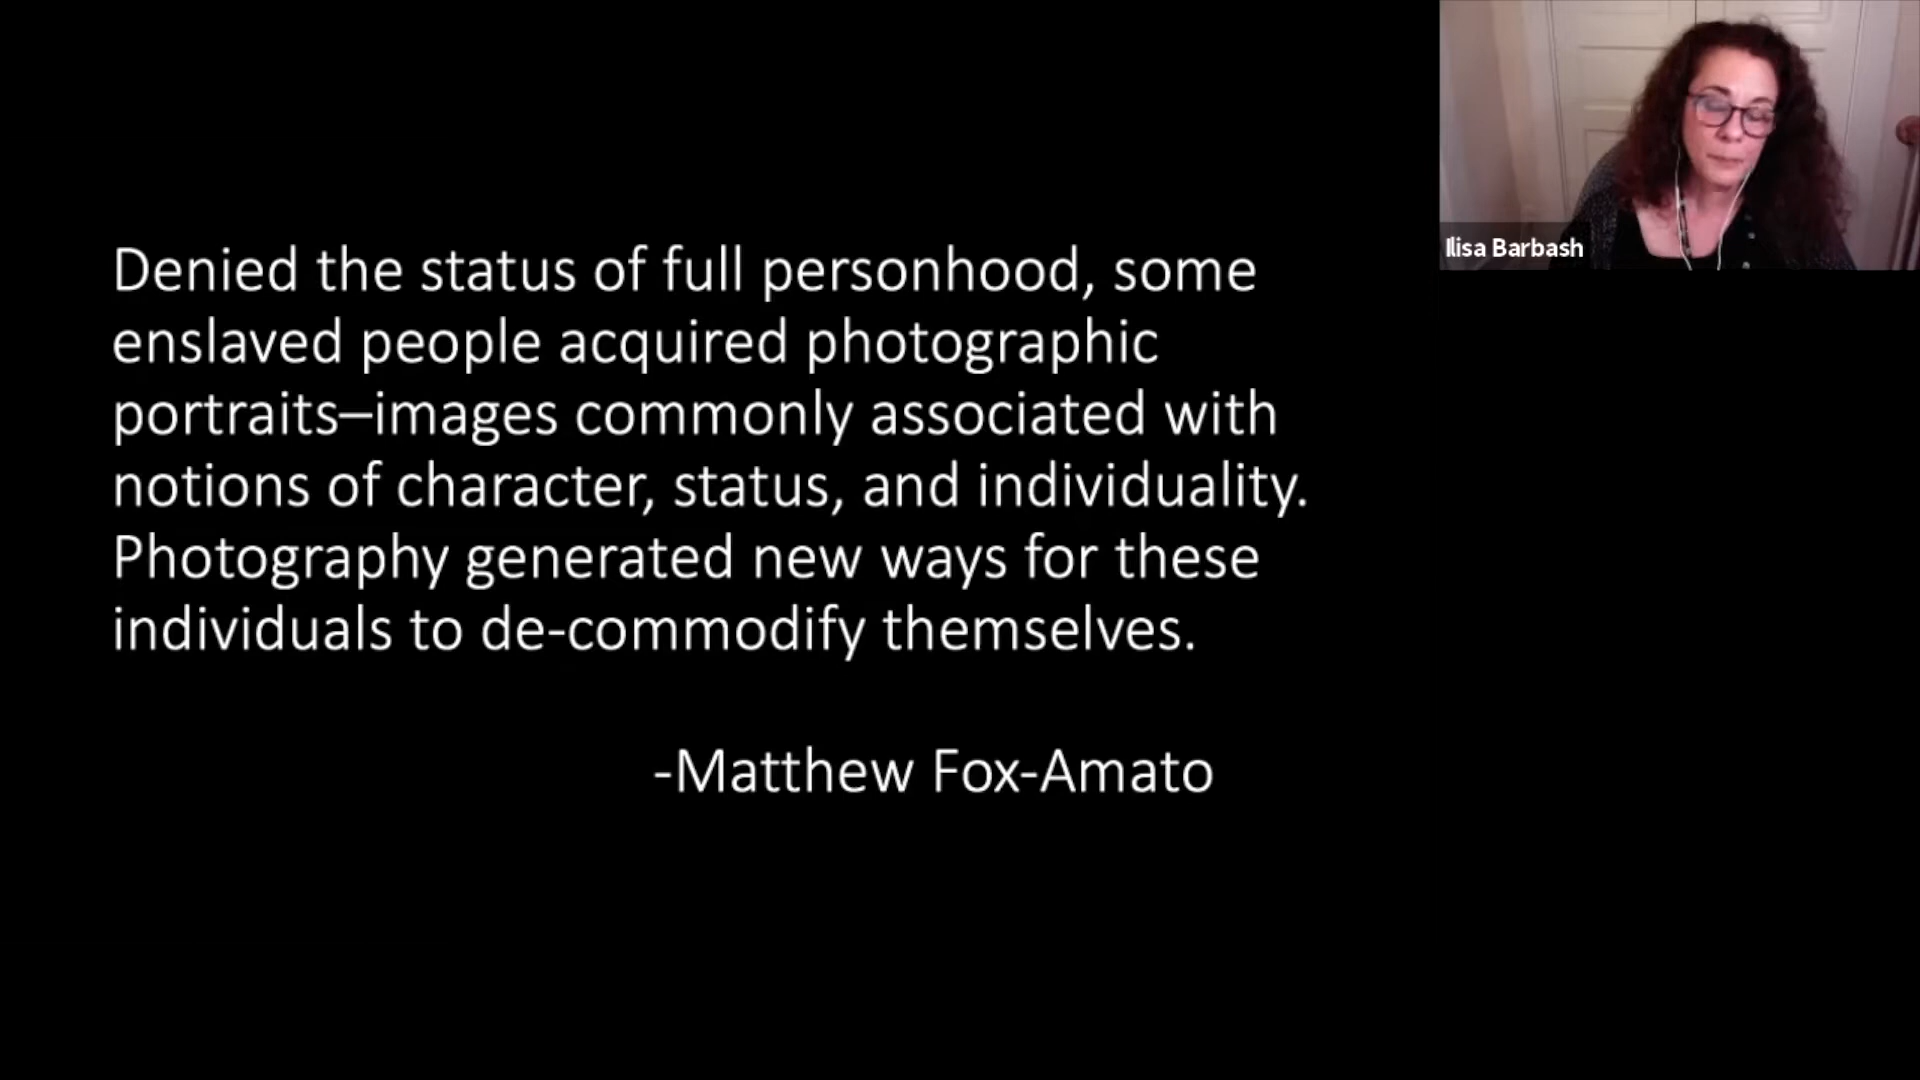 Denied the status of full personhood, some
enslaved people acquired photographic
portraits–images commonly associated with
notions of character, status, and individuality.
Photography generated new ways for these
individuals to de-commodify themselves.
-Matthew Fox-Amato
Ilisa Barbash